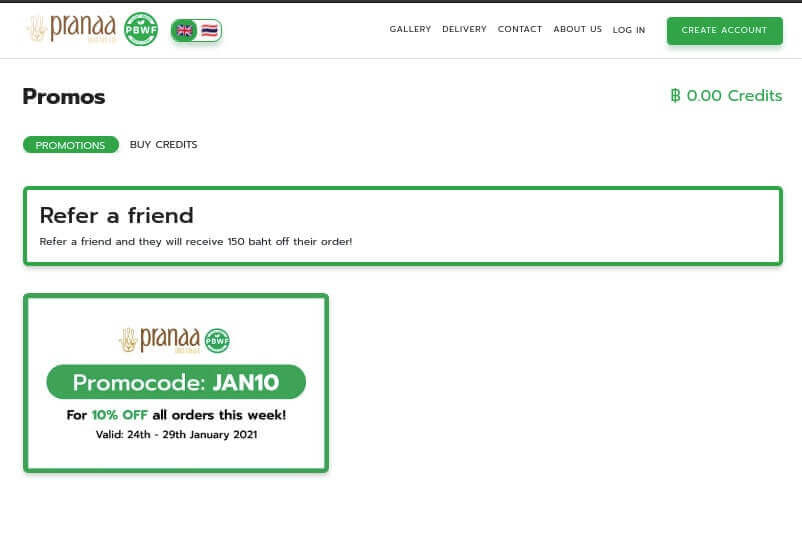 pranaa
PBWF
GALLERY DELIVERY CONTACT ABOUT US LOG IN CREATE ACCOUNT
Promos
฿ 0.00 Credits
PROMOTIONS BUY CREDITS
Refer a friend
Refer a friend and they will receive 150 baht off their order!
pranaa
PBWF
Promocode: JAN10
For 10% OFF all orders this week!
Valid: 24th - 29th January 2021